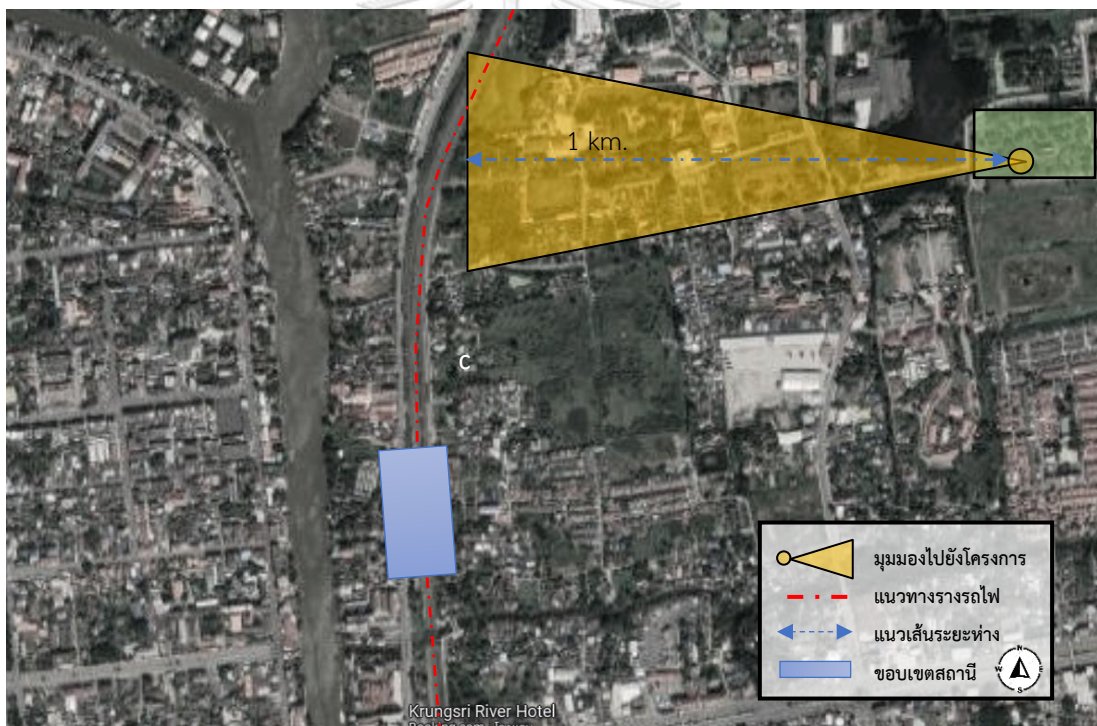 1 km.
C
มุมมองไปยังโครงการ
แนวทางรางรถไฟ
แนวเส้นระยะห่าง
ขอบเขตสถานี
N
W E
S
Krungsri River Hotel